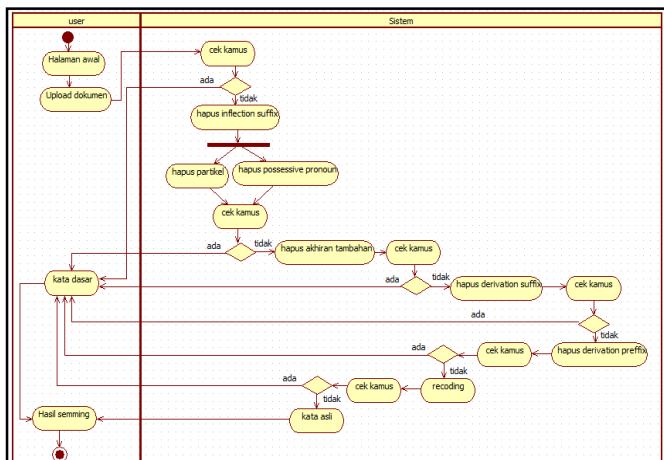 user
Sistem
Halaman awal
Upload dokumen
cek kamus
ada
tidak
hapus inflection suffix
hapus partikel
hapus possessive pronoun
cek kamus
ada
tidak
hapus akhiran tambahan
cek kamus
kata dasar
ada
tidak
hapus derivation suffix
cek kamus
ada
tidak
hapus derivation preffix
cek kamus
ada
tidak
recoding
cek kamus
ada
tidak
kata asli
Hasil semming